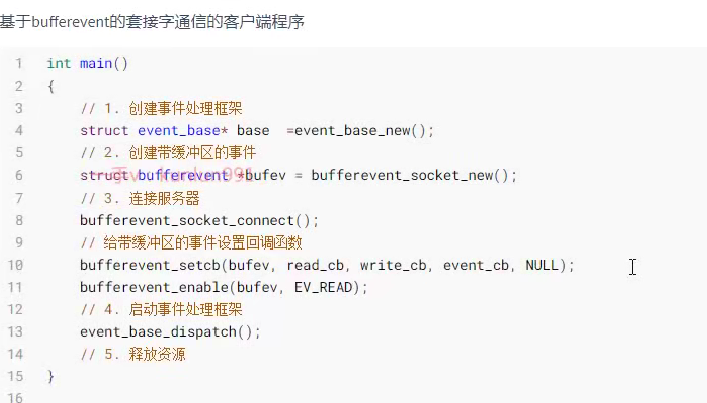 基于bufferevent的套接字通信的客户端程序
1 int main()
2 {
3 // 1. 创建事件处理框架
4 struct event_base* base =event_base_new();
5 // 2. 创建带缓冲区的事件
6 struct bufferevent *bufev = bufferevent_socket_new();
7 // 3. 连接服务器
8 bufferevent_socket_connect();
9 // 给带缓冲区的事件设置回调函数
10 bufferevent_setcb(bufev, read_cb, write_cb, event_cb, NULL);
11 bufferevent_enable(bufev, EV_READ);
12 // 4. 启动事件处理框架
13 event_base_dispatch();
14 // 5. 释放资源
15 }
16